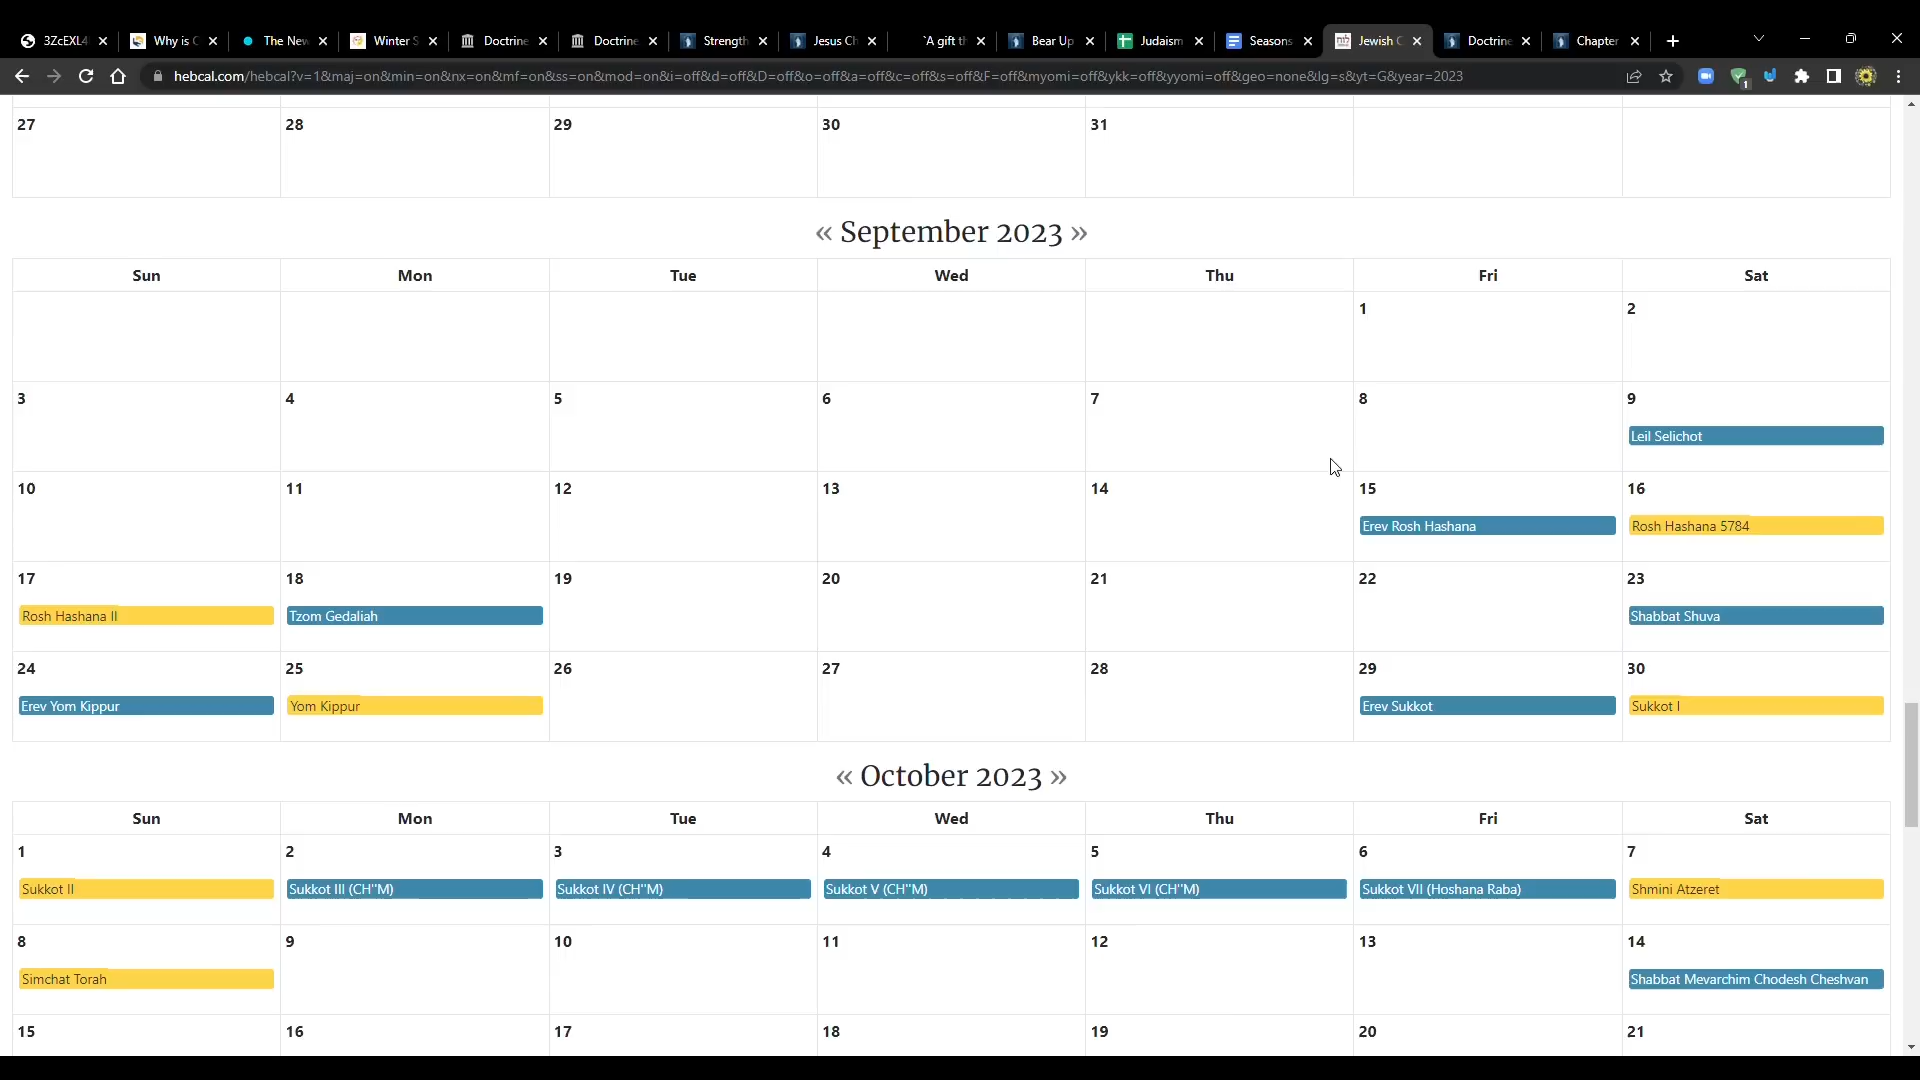 3ZcEXL4 Why is C The New Winter S Doctrine Doctrine Strength Jesus Ch `A gift th Bear Up Judaism Seasons Jewish C Doctrine Chapter
hebcal.com/hebcal?v=1&maj=on&min=on&nx=on&mf=on&ss=on&mod=on&i=off&d=off&D=off&o=off&a=off&c=off&s=off&F=off&myomi=off&ykk=off&yyomi=off&geo=none&lg=s&yt=G&year=2023
1
27 28 29 30 31
« September 2023 »
Sun Mon Tue Wed Thu Fri Sat
1 2
3 4 5 6 7 8 9
Leil Selichot
10 11 12 13 14 15 16
Erev Rosh Hashana Rosh Hashana 5784
17 18 19 20 21 22 23
Rosh Hashana II Tzom Gedaliah Shabbat Shuva
24 25 26 27 28 29 30
Erev Yom Kippur Yom Kippur Erev Sukkot Sukkot I
« October 2023 »
Sun Mon Tue Wed Thu Fri Sat
1 2 3 4 5 6 7
Sukkot II Sukkot III (CH''M) Sukkot IV (CH''M) Sukkot V (CH''M) Sukkot VI (CH''M) Sukkot VII (Hoshana Raba) Shmini Atzeret
8 9 10 11 12 13 14
Simchat Torah Shabbat Mevarchim Chodesh Cheshvan
15 16 17 18 19 20 21